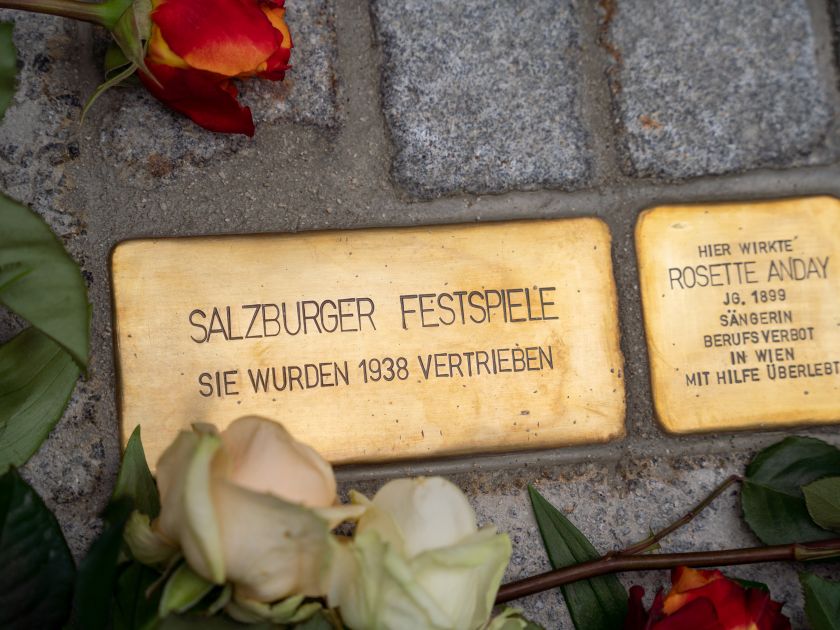 SALZBURGER FESTSPIELE
SIE WURDEN 1938 VERTRIEBEN
HIER WIRKTE
ROSETTE ANDAY
JG. 1899
SÄNGERIN
BERUFSVERBOT
IN WIEN
MIT HILFE ÜBERLEBT